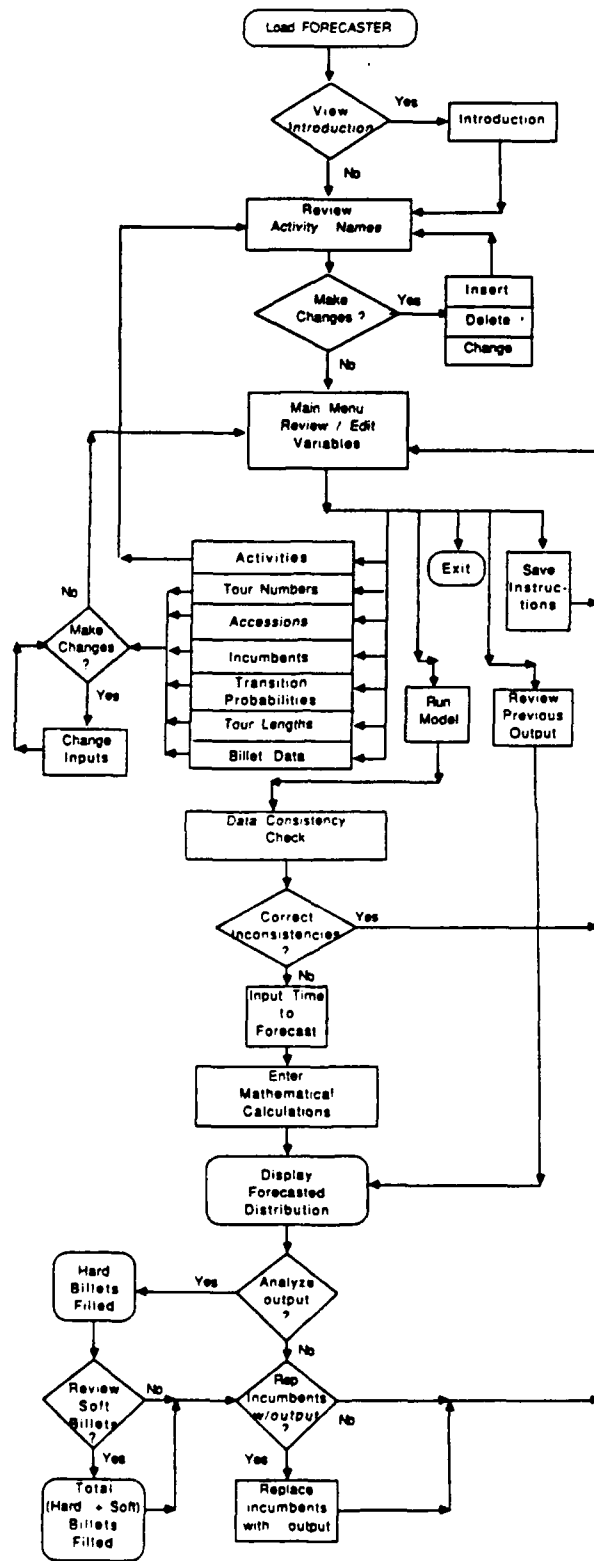 Load FORECASTER
View
Introduction
Yes
Introduction
No
Review
Activity Names
Make
Changes ?
Yes
Insert
Delete
Change
No
Main Menu
Review / Edit
Variables
Activities
Tour Numbers
Accessions
Incumbents
Transition
Probabilities
Tour Lengths
Billet Data
Exit
Save
Instruc-
tions
No
Make
Changes
?
Yes
Change
Inputs
Run
Model
Review
Previous
Output
Data Consistency
Check
Correct
Inconsistencies
?
Yes
No
Input Time
to
Forecast
Enter
Mathematical
Calculations
Display
Forecasted
Distribution
Hard
Billets
Filled
Yes
Analyze
output
?
No
Review
Soft
Billets
?
No
Rep
Incumbents
w/output
?
No
Yes
Yes
Total
(Hard + Soft)
Billets
Filled
Replace
incumbents
with output